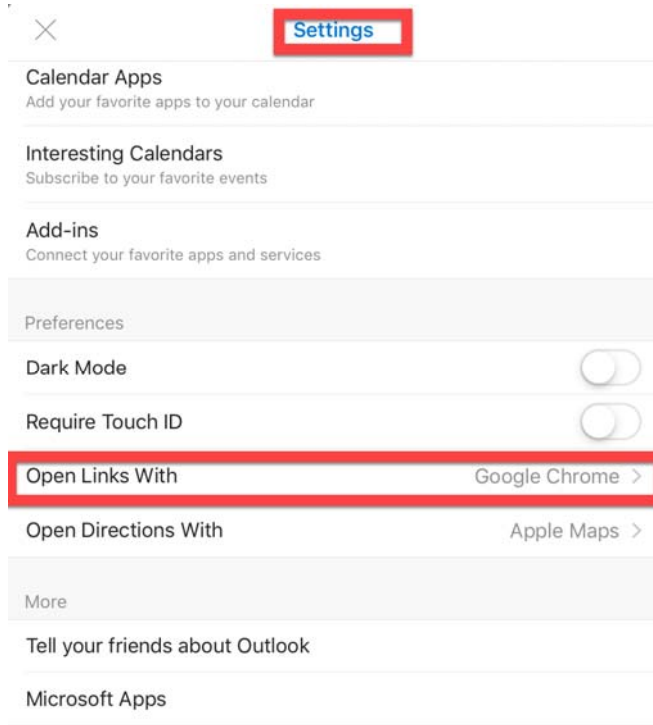 Settings
Calendar Apps
Add your favorite apps to your calendar
Interesting Calendars
Subscribe to your favorite events
Add-ins
Connect your favorite apps and services
Preferences
Dark Mode
Require Touch ID
Open Links With Google Chrome >
Open Directions With Apple Maps >
More
Tell your friends about Outlook
Microsoft Apps